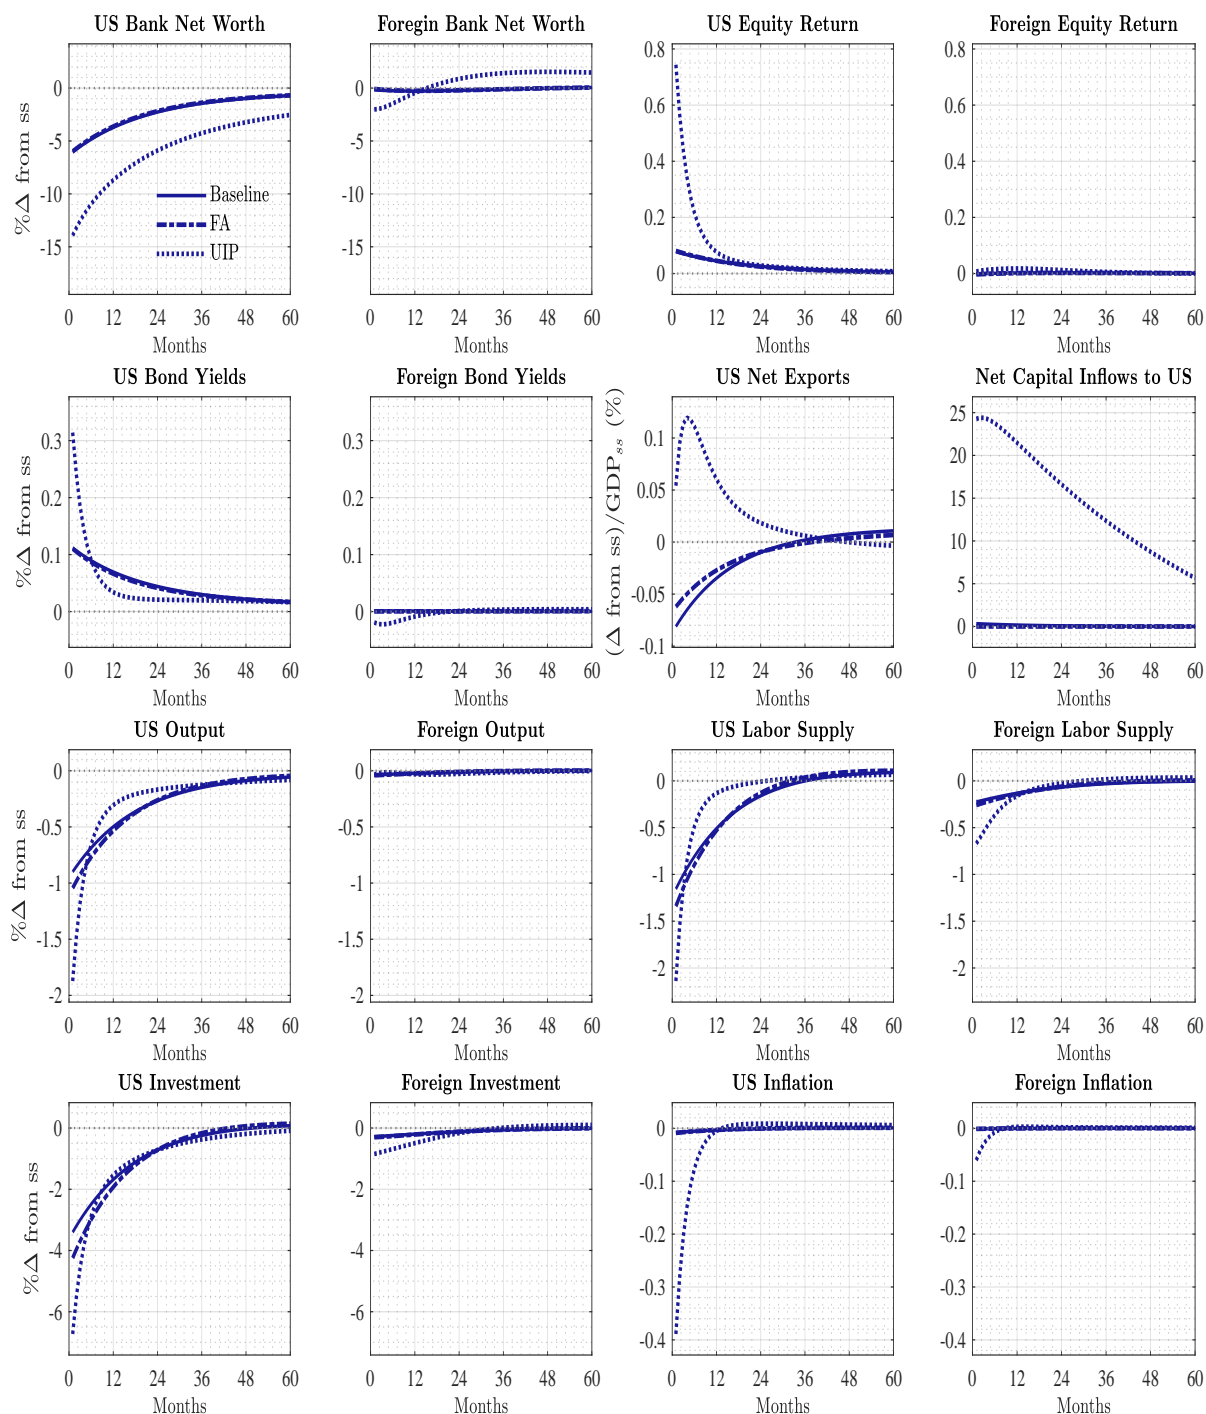 US Bank Net Worth
Foregin Bank Net Worth
US Equity Return
Foreign Equity Return
%Δ from ss
0
-5
-10
-15
Baseline
FA
UIP
0.8
0.6
0.4
0.2
0
0.8
0.6
0.4
0.2
0
0
-5
-10
-15
0 12 24 36 48 60
0 12 24 36 48 60
0 12 24 36 48 60
0 12 24 36 48 60
Months
Months
Months
Months
US Bond Yields
Foreign Bond Yields
US Net Exports
Net Capital Inflows to US
%Δ from ss
0.3
0.2
0.1
0
0.3
0.2
0.1
0
(Δ from ss)/GDPss (%)
0.1
0.05
0
-0.05
-0.1
25
20
15
10
5
0
0 12 24 36 48 60
0 12 24 36 48 60
0 12 24 36 48 60
0 12 24 36 48 60
Months
Months
Months
Months
US Output
Foreign Output
US Labor Supply
Foreign Labor Supply
%Δ from ss
0
-0.5
-1
-1.5
-2
0
-0.5
-1
-1.5
-2
0
-0.5
-1
-1.5
-2
0
-0.5
-1
-1.5
-2
0 12 24 36 48 60
0 12 24 36 48 60
0 12 24 36 48 60
0 12 24 36 48 60
Months
Months
Months
Months
US Investment
Foreign Investment
US Inflation
Foreign Inflation
%Δ from ss
0
-2
-4
-6
0
-2
-4
-6
0
-0.1
-0.2
-0.3
-0.4
0
-0.1
-0.2
-0.3
-0.4
0 12 24 36 48 60
0 12 24 36 48 60
0 12 24 36 48 60
0 12 24 36 48 60
Months
Months
Months
Months